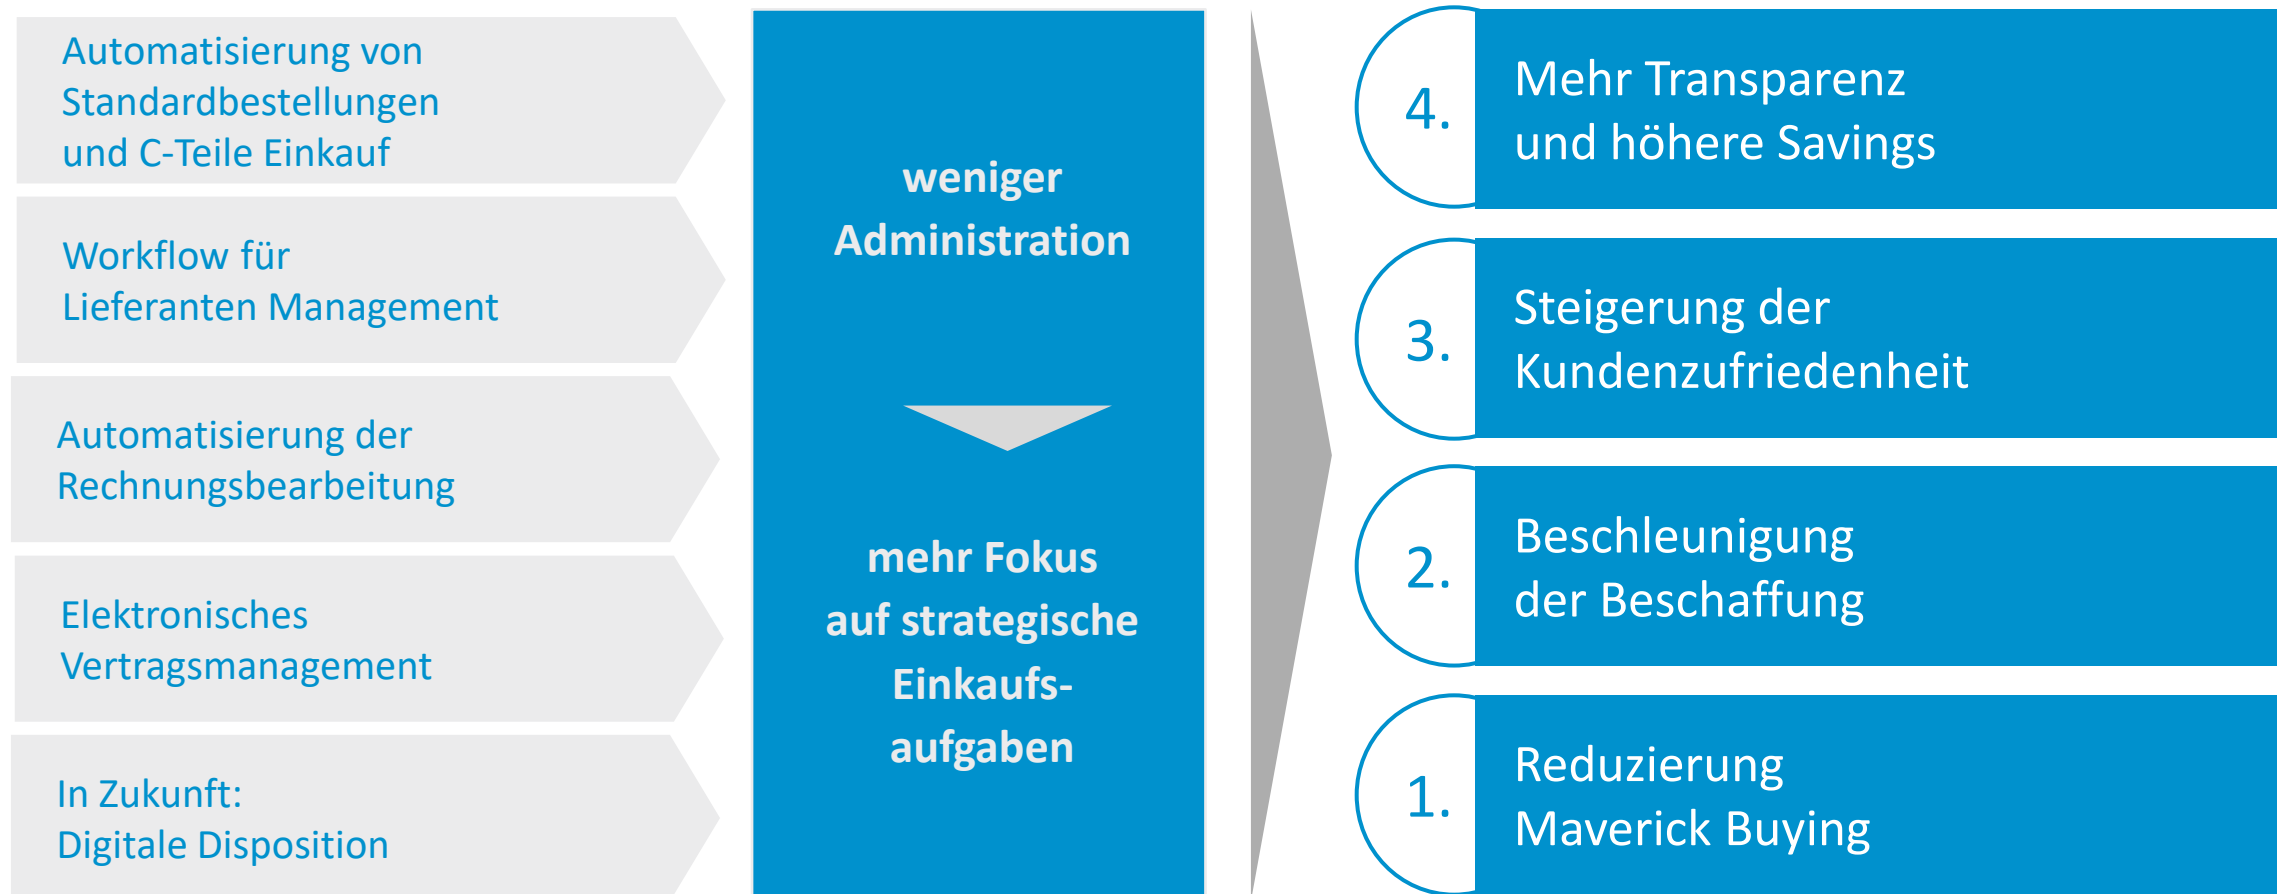 Automatisierung von
Standardbestellungen
und C-Teile Einkauf
Workflow für
Lieferanten Management
Automatisierung der
Rechnungsbearbeitung
Elektronisches
Vertragsmanagement
In Zukunft:
Digitale Disposition
weniger
Administration
mehr Fokus
auf strategische
Einkaufs-
aufgaben
4.
Mehr Transparenz
und höhere Savings
3.
Steigerung der
Kundenzufriedenheit
2.
Beschleunigung
der Beschaffung
1.
Reduzierung
Maverick Buying